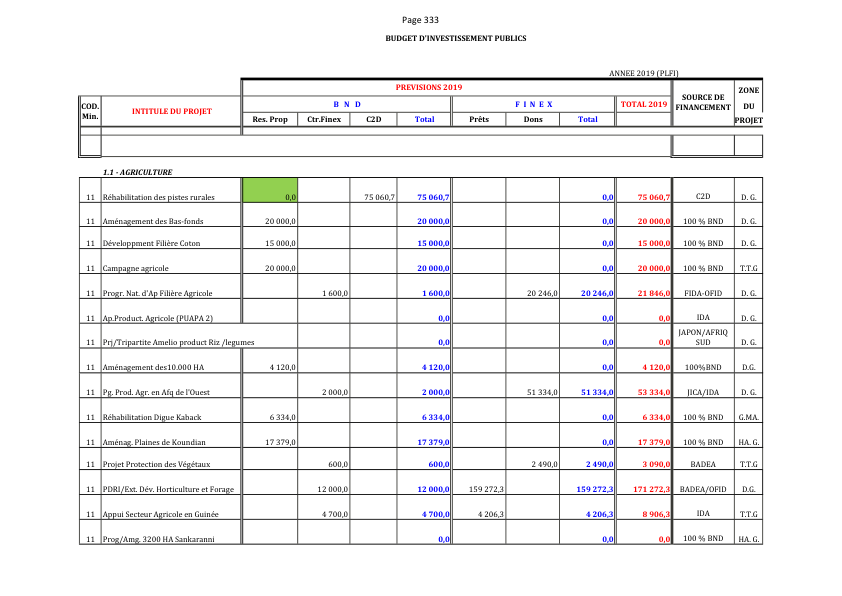 Page 333
BUDGET D'INVESTISSEMENT PUBLICS
ANNEE 2019 (PLFI)
COD. Min. INTITULE DU PROJET PREVISIONS 2019 SOURCE DE FINANCEMENT ZONE DU PROJET
B N D F I N E X TOTAL 2019
Res. Prop Ctr.Finex C2D Total Prêts Dons Total
1.1 - AGRICULTURE
11 Réhabilitation des pistes rurales 0,0 75 060,7 75 060,7 0,0 75 060,7 C2D D. G.
11 Aménagement des Bas-fonds 20 000,0 20 000,0 0,0 20 000,0 100 % BND D. G.
11 Développment Filière Coton 15 000,0 15 000,0 0,0 15 000,0 100 % BND D. G.
11 Campagne agricole 20 000,0 20 000,0 0,0 20 000,0 100 % BND T.T.G
11 Progr. Nat. d'Ap Filière Agricole 1 600,0 1 600,0 20 246,0 20 246,0 21 846,0 FIDA-OFID D. G.
11 Ap.Product. Agricole (PUAPA 2) 0,0 0,0 0,0 IDA D. G.
11 Prj/Tripartite Amelio product Riz /legumes 0,0 0,0 0,0 JAPON/AFRIQ SUD D. G.
11 Aménagement des10.000 HA 4 120,0 4 120,0 0,0 4 120,0 100%BND D.G.
11 Pg. Prod. Agr. en Afq de l'Ouest 2 000,0 2 000,0 51 334,0 51 334,0 53 334,0 JICA/IDA D. G.
11 Réhabilitation Digue Kaback 6 334,0 6 334,0 0,0 6 334,0 100 % BND G.MA.
11 Aménag. Plaines de Koundian 17 379,0 17 379,0 0,0 17 379,0 100 % BND HA. G.
11 Projet Protection des Végétaux 600,0 600,0 2 490,0 2 490,0 3 090,0 BADEA T.T.G
11 PDRI/Ext. Dév. Horticulture et Forage 12 000,0 12 000,0 159 272,3 159 272,3 171 272,3 BADEA/OFID D.G.
11 Appui Secteur Agricole en Guinée 4 700,0 4 700,0 4 206,3 4 206,3 8 906,3 IDA T.T.G
11 Prog/Amg. 3200 HA Sankaranni 0,0 0,0 0,0 100 % BND HA. G.